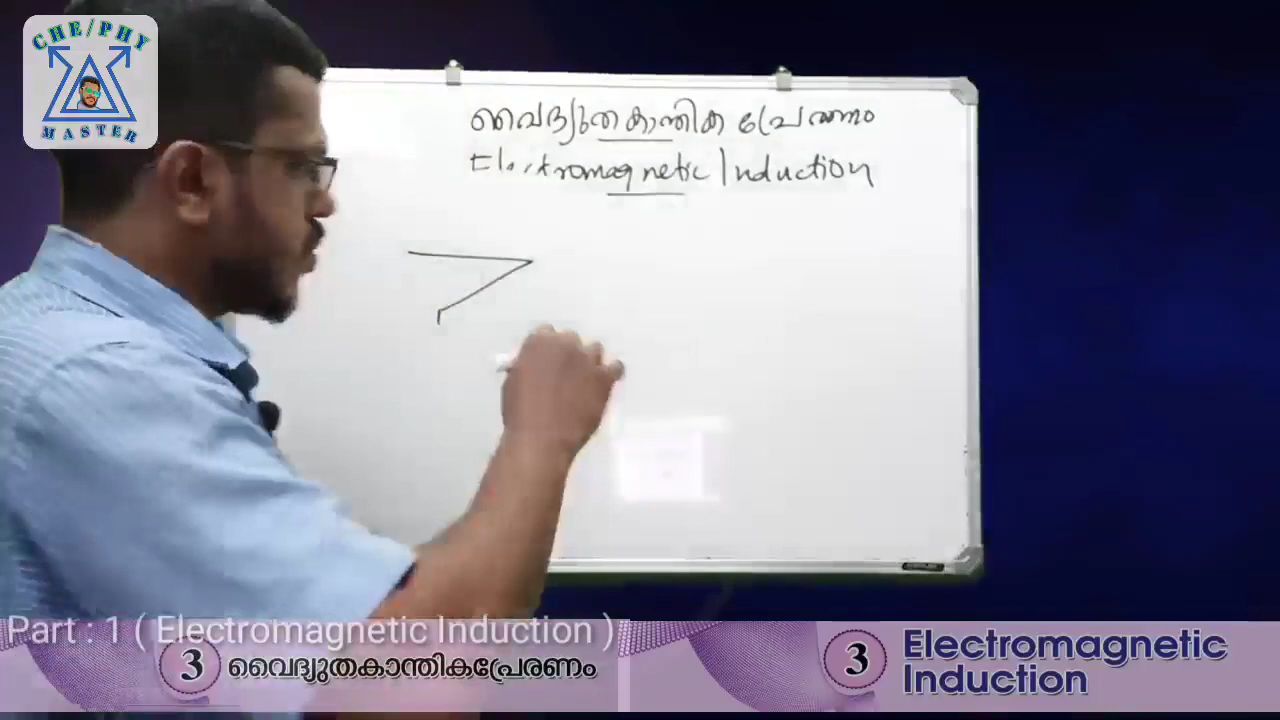 CHE/PHY
MASTER
വൈദ്യുതകാന്തിക പ്രേരണം
Electromagnetic Induction
Part : 1 ( Electromagnetic Induction )
3 വൈദ്യുതകാന്തികപ്രേരണം
3 Electromagnetic
Induction